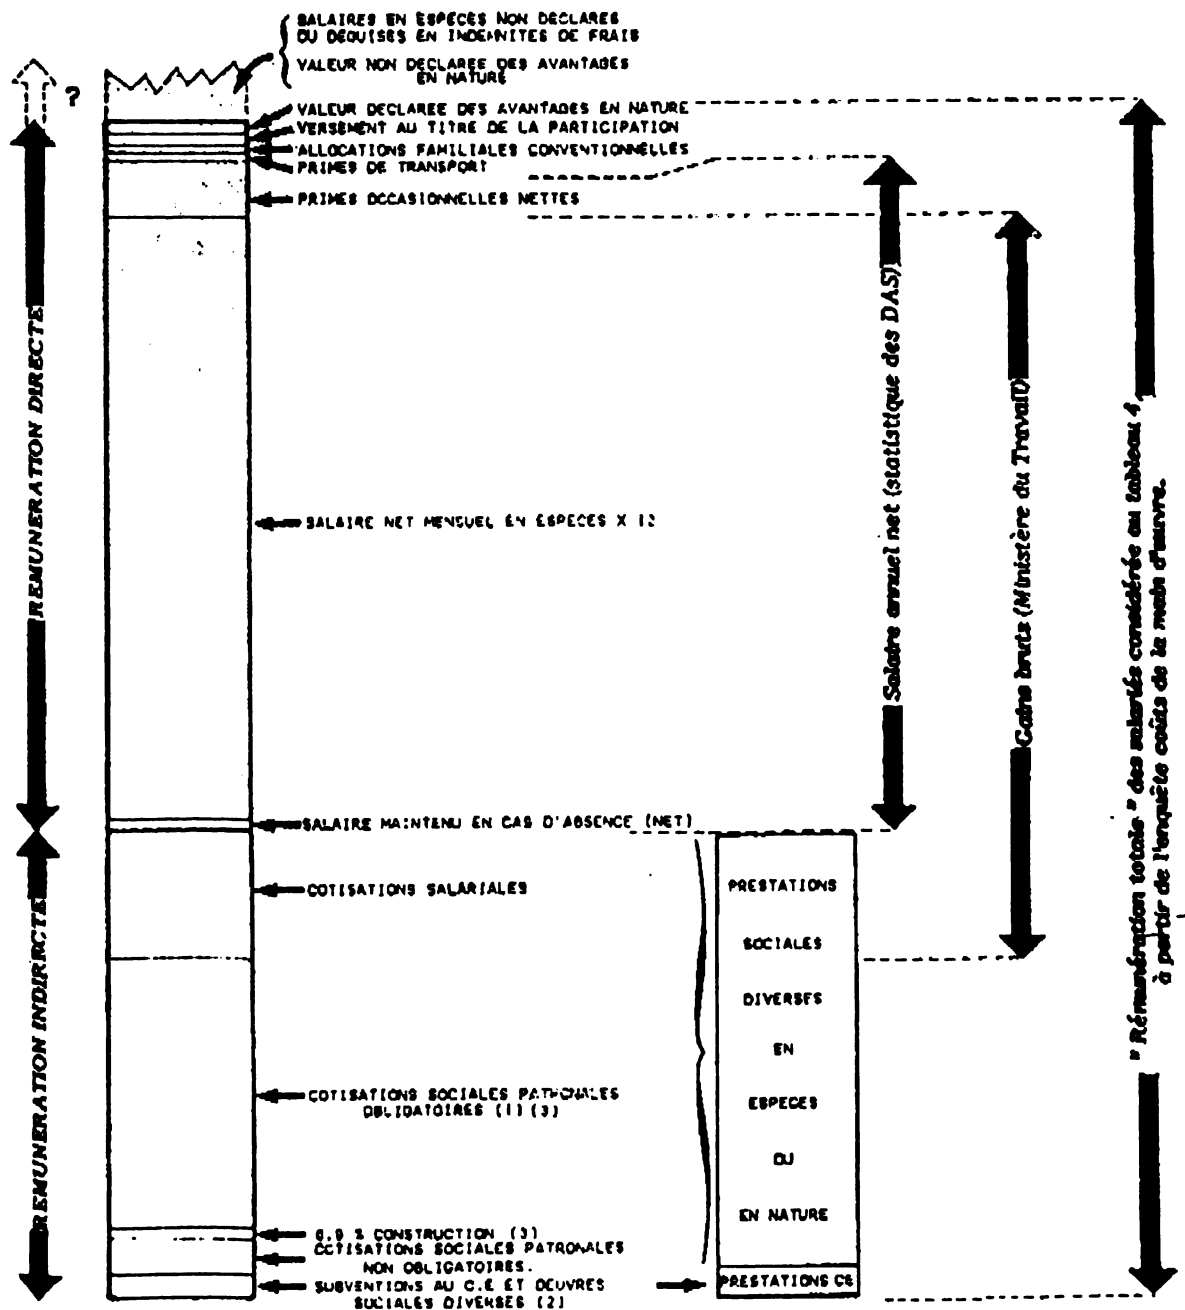 SALAIRES EN ESPÈCES NON DECLARES
OU DEGUISES EN INDEMNITES DE FRAIS
VALEUR NON DECLAREE DES AVANTAGES
EN NATURE
?
VALEUR DECLAREE DES AVANTAGES EN NATURE
VERSEMENT AU TITRE DE LA PARTICIPATION
ALLOCATIONS FAMILIALES CONVENTIONNELLES
PRIMES DE TRANSPORT
PRIMES OCCASIONNELLES NETTES
REMUNERATION DIRECTE
SALAIRE NET MENSUEL EN ESPECES X 12
Salaire annuel net (statistique des DAS)
Gains bruts (Ministère du Travail)
" Rémunération totale " des salariés considérée au tableau 4
à partir de l'enquête coûts de la main d'œuvre.
SALAIRE MAINTENU EN CAS D'ABSENCE (NET)
REMUNERATION INDIRECTE
COTISATIONS SALARIALES
COTISATIONS SOCIALES PATRONALES
OBLIGATOIRES (1) (3)
0.9 % CONSTRUCTION (3)
COTISATIONS SOCIALES PATRONALES
NON OBLIGATOIRES.
SUBVENTIONS AU C.E ET OEUVRES
SOCIALES DIVERSES (2)
PRESTATIONS
SOCIALES
DIVERSES
EN
ESPECES
OU
EN NATURE
PRESTATIONS CE